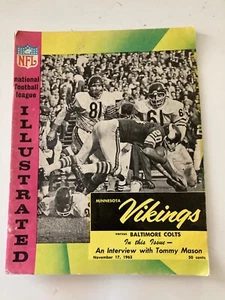 NFL
national
football
league
ILLUSTRATED
81
61
MINNESOTA
Vikings
versus
BALTIMORE COLTS
In this Issue—
An Interview with Tommy Mason
November 17, 1963
50 cents